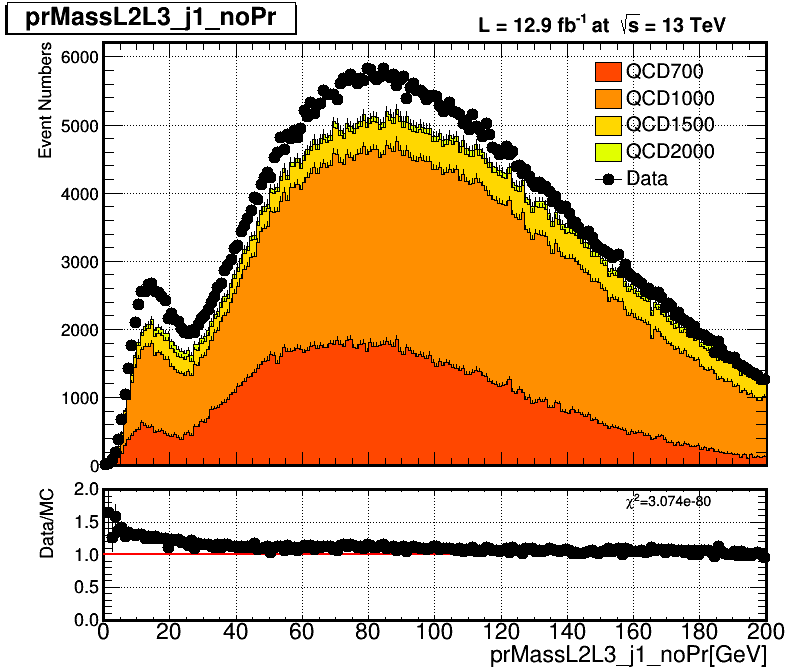 prMassL2L3_j1_noPr
L = 12.9 fb⁻¹ at √s = 13 TeV
Event Numbers
6000
5000
4000
3000
2000
1000
0
QCD700
QCD1000
QCD1500
QCD2000
Data
Data/MC
2.0
1.5
1.0
0.5
0.0
χ²=3.074e-80
0 20 40 60 80 100 120 140 160 180 200
prMassL2L3_j1_noPr[GeV]